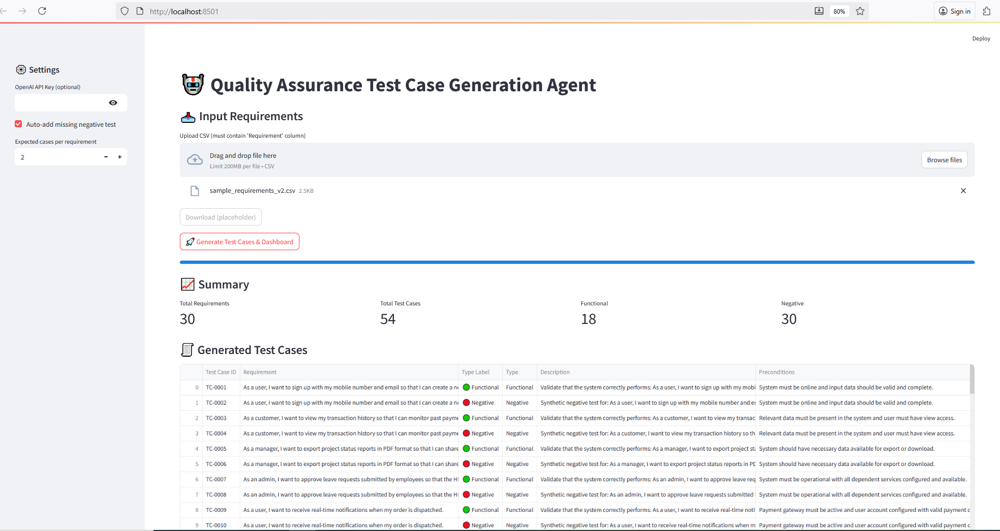 http://localhost:8501
80%
Sign in
Deploy
Settings
OpenAI API Key (optional)
Auto-add missing negative test
Expected cases per requirement
2 - +
Quality Assurance Test Case Generation Agent
Input Requirements
Upload CSV (must contain 'Requirement' column)
Drag and drop file here
Limit 200MB per file • CSV
Browse files
sample_requirements_v2.csv 2.5KB
Download (placeholder)
Generate Test Cases & Dashboard
Summary
Total Requirements Total Test Cases Functional Negative
30 54 18 30
Generated Test Cases
Test Case ID Requirement Type Label Type Description Preconditions
0 TC-0001 As a user, I want to sign up with my mobile number and email so that I can create a n Functional Functional Validate that the system correctly performs: As a user, I want to sign up with my mobi System must be online and input data should be valid and complete.
1 TC-0002 As a user, I want to sign up with my mobile number and email so that I can create a n Negative Negative Synthetic negative test for: As a user, I want to sign up with my mobile number and e System must be online and input data should be valid and complete.
2 TC-0003 As a customer, I want to view my transaction history so that I can monitor past payme Functional Functional Validate that the system correctly performs: As a customer, I want to view my transac Relevant data must be present in the system and user must have view access.
3 TC-0004 As a customer, I want to view my transaction history so that I can monitor past payme Negative Negative Synthetic negative test for: As a customer, I want to view my transaction history so th Relevant data must be present in the system and user must have view access.
4 TC-0005 As a manager, I want to export project status reports in PDF format so that I can share Functional Functional Validate that the system correctly performs: As a manager, I want to export project st System should have necessary data available for export or download.
5 TC-0006 As a manager, I want to export project status reports in PDF format so that I can share Negative Negative Synthetic negative test for: As a manager, I want to export project status reports in PD System should have necessary data available for export or download.
6 TC-0007 As an admin, I want to approve leave requests submitted by employees so that the H Functional Functional Validate that the system correctly performs: As an admin, I want to approve leave req System must be operational with all dependent services configured and available.
7 TC-0008 As an admin, I want to approve leave requests submitted by employees so that the H Negative Negative Synthetic negative test for: As an admin, I want to approve leave requests submitted System must be operational with all dependent services configured and available.
8 TC-0009 As a user, I want to receive real-time notifications when my order is dispatched. Functional Functional Validate that the system correctly performs: As a user, I want to receive real-time noti Payment gateway must be active and user account configured with valid payment
9 TC-0010 As a user, I want to receive real-time notifications when my order is dispatched. Negative Negative Synthetic negative test for: As a user, I want to receive real-time notifications when m Payment gateway must be active and user account configured with valid payment